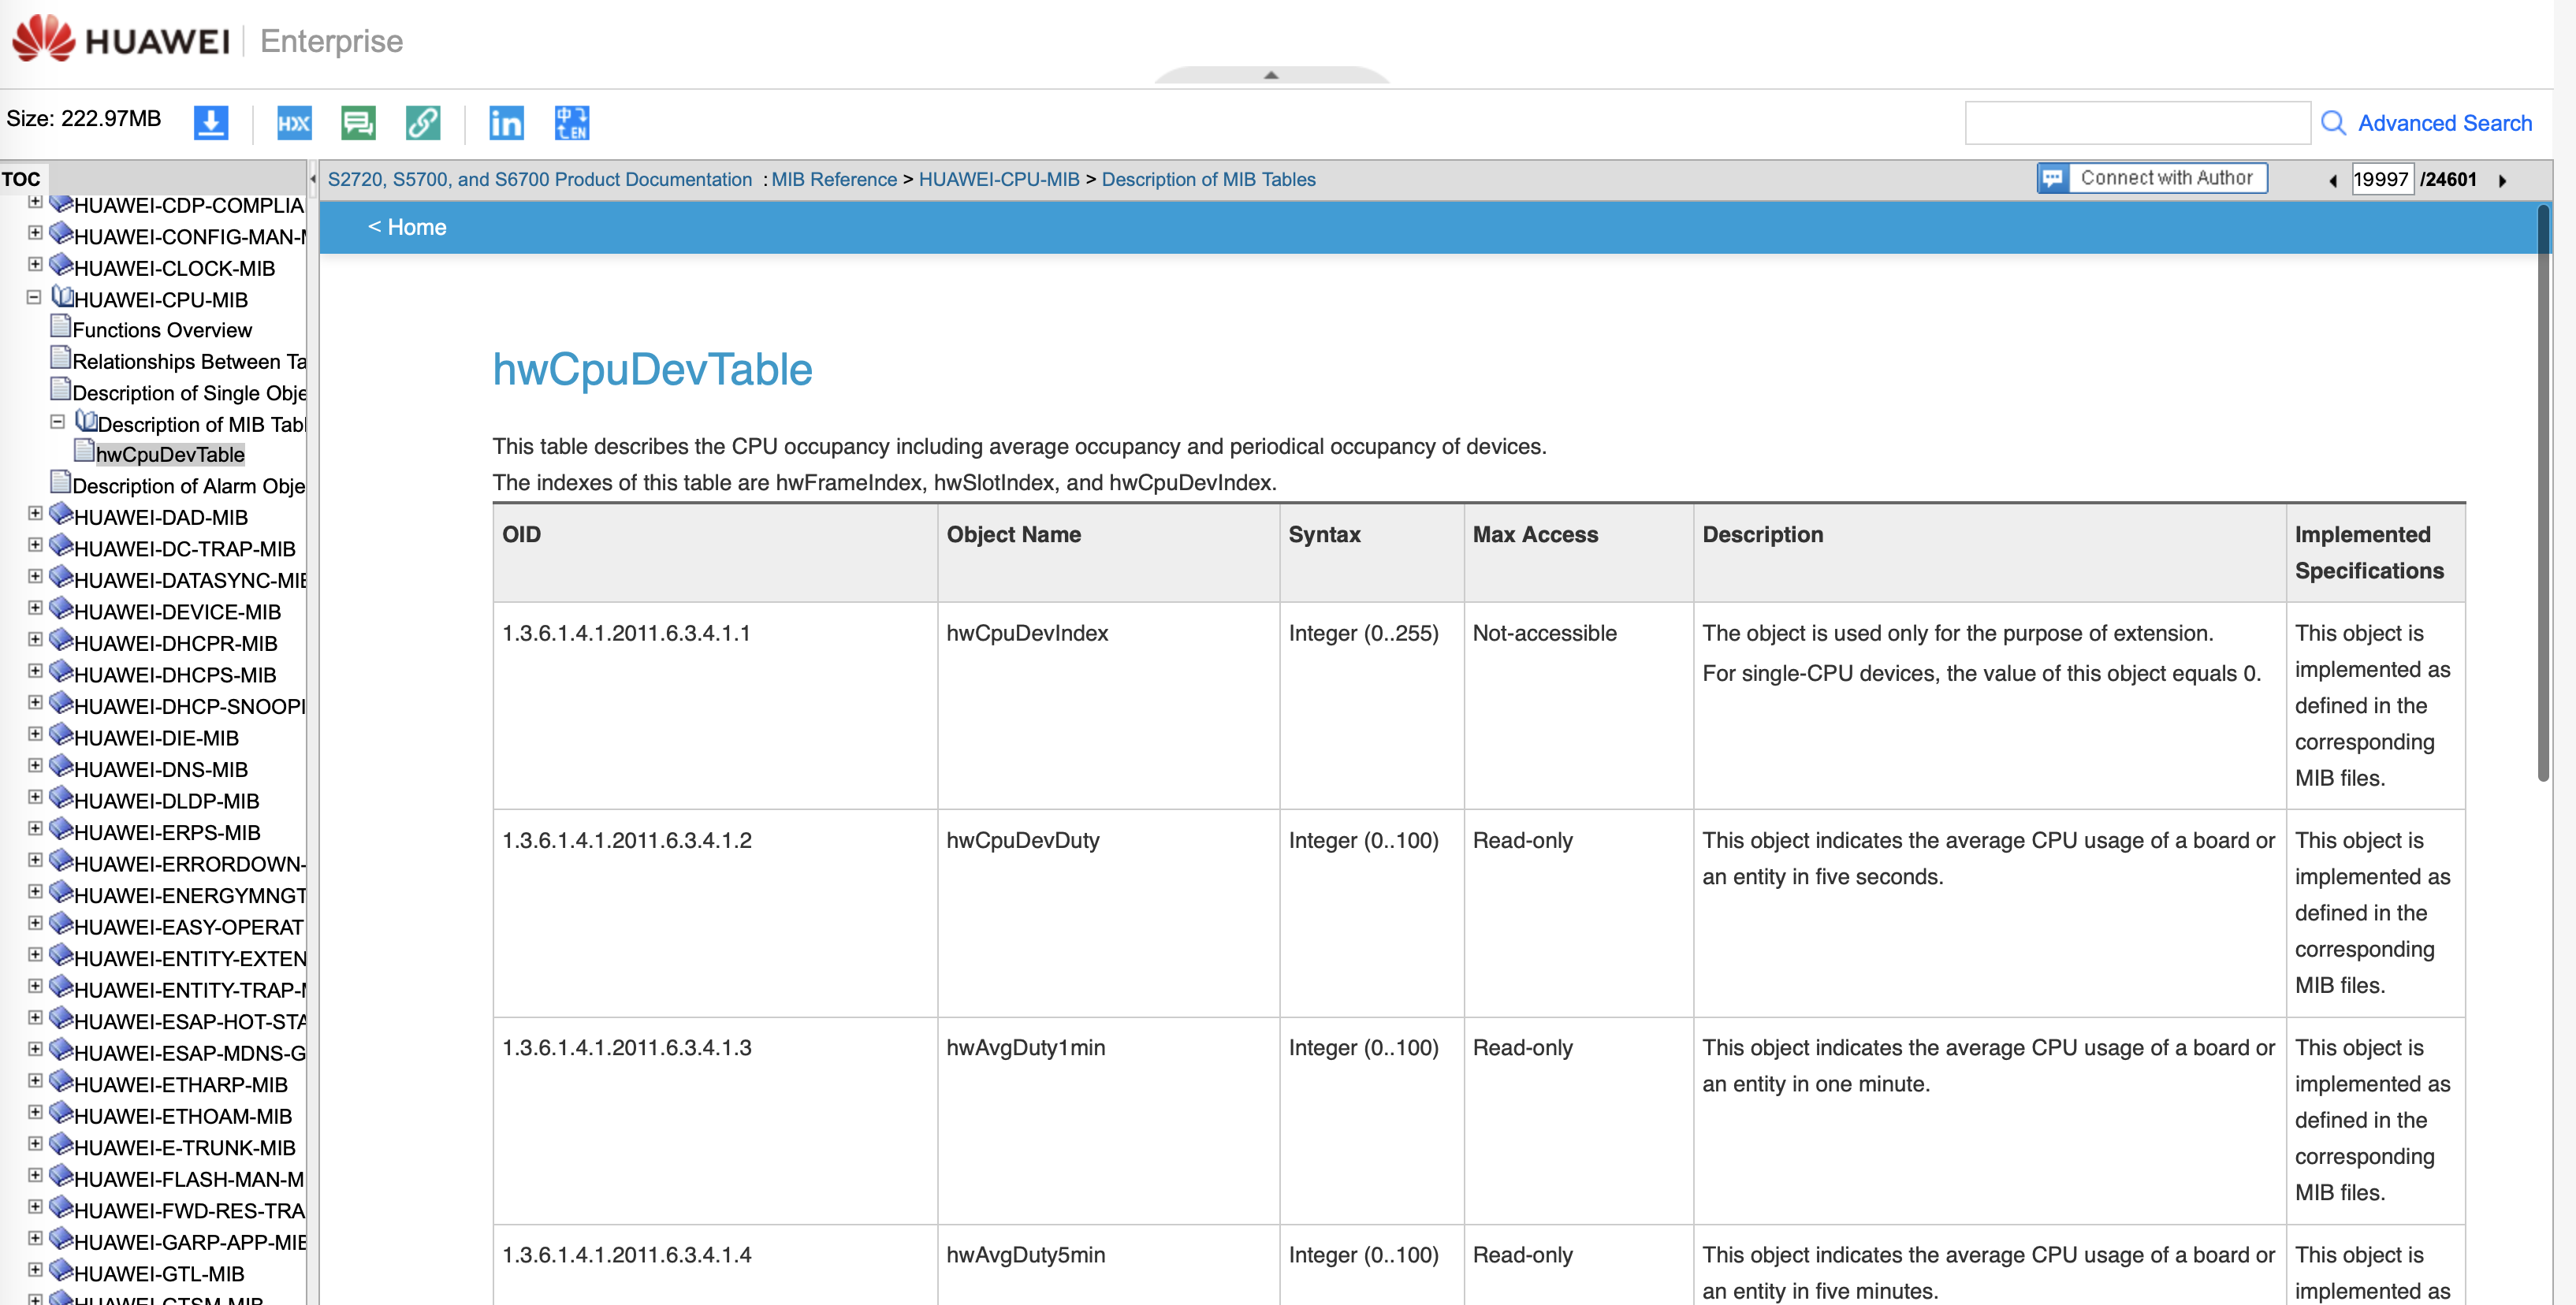 HUAWEI Enterprise
Size: 222.97MB HDX in 中 EN Advanced Search
TOC
HUAWEI-CDP-COMPLIA
HUAWEI-CONFIG-MAN-
HUAWEI-CLOCK-MIB
HUAWEI-CPU-MIB
Functions Overview
Relationships Between Ta
Description of Single Obje
Description of MIB Tabl
hwCpuDevTable
Description of Alarm Obje
HUAWEI-DAD-MIB
HUAWEI-DC-TRAP-MIB
HUAWEI-DATASYNC-MIE
HUAWEI-DEVICE-MIB
HUAWEI-DHCPR-MIB
HUAWEI-DHCPS-MIB
HUAWEI-DHCP-SNOOPI
HUAWEI-DIE-MIB
HUAWEI-DNS-MIB
HUAWEI-DLDP-MIB
HUAWEI-ERPS-MIB
HUAWEI-ERRORDOWN-
HUAWEI-ENERGYMNGT
HUAWEI-EASY-OPERAT
HUAWEI-ENTITY-EXTEN
HUAWEI-ENTITY-TRAP-
HUAWEI-ESAP-HOT-STA
HUAWEI-ESAP-MDNS-G
HUAWEI-ETHARP-MIB
HUAWEI-ETHOAM-MIB
HUAWEI-E-TRUNK-MIB
HUAWEI-FLASH-MAN-M
HUAWEI-FWD-RES-TRA
HUAWEI-GARP-APP-MIE
HUAWEI-GTL-MIB
HUAWEI-GTSM-MIB
S2720, S5700, and S6700 Product Documentation : MIB Reference > HUAWEI-CPU-MIB > Description of MIB Tables Connect with Author 19997 /24601
< Home
hwCpuDevTable
This table describes the CPU occupancy including average occupancy and periodical occupancy of devices.
The indexes of this table are hwFrameIndex, hwSlotIndex, and hwCpuDevIndex.
OID Object Name Syntax Max Access Description Implemented
Specifications
1.3.6.1.4.1.2011.6.3.4.1.1 hwCpuDevIndex Integer (0..255) Not-accessible The object is used only for the purpose of extension. This object is
implemented as
For single-CPU devices, the value of this object equals 0.
defined in the
corresponding
MIB files.
1.3.6.1.4.1.2011.6.3.4.1.2 hwCpuDevDuty Integer (0..100) Read-only This object indicates the average CPU usage of a board or This object is
an entity in five seconds. implemented as
defined in the
corresponding
MIB files.
1.3.6.1.4.1.2011.6.3.4.1.3 hwAvgDuty1min Integer (0..100) Read-only This object indicates the average CPU usage of a board or This object is
an entity in one minute. implemented as
defined in the
corresponding
MIB files.
1.3.6.1.4.1.2011.6.3.4.1.4 hwAvgDuty5min Integer (0..100) Read-only This object indicates the average CPU usage of a board or This object is
an entity in five minutes. implemented as